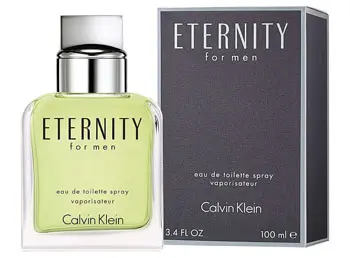 ETERNITY
for men
eau de toilette spray
vaporisateur
Calvin Klein
ETERNITY
for men
eau de toilette spray
vaporisateur
Calvin Klein
3.4 FL OZ 100 ml e